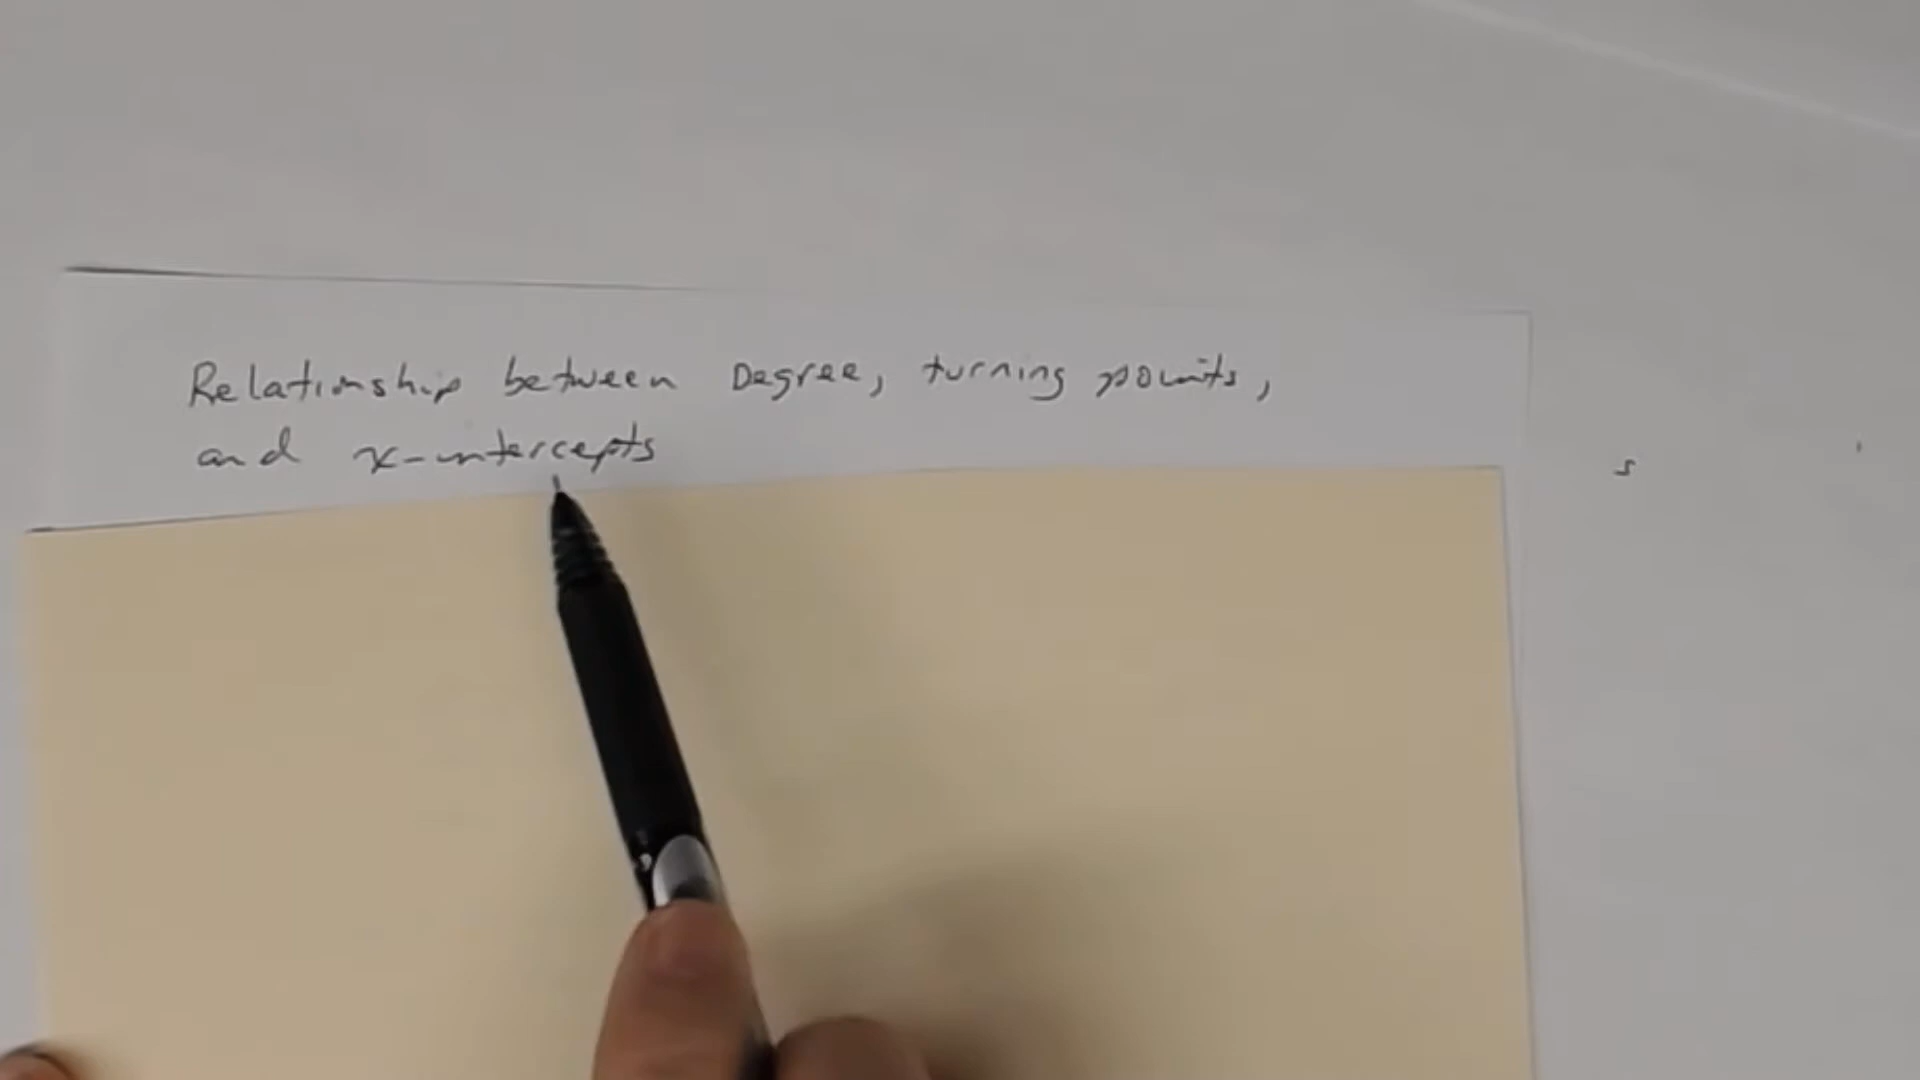 Relationship between Degree, turning points,
and x-intercepts
s